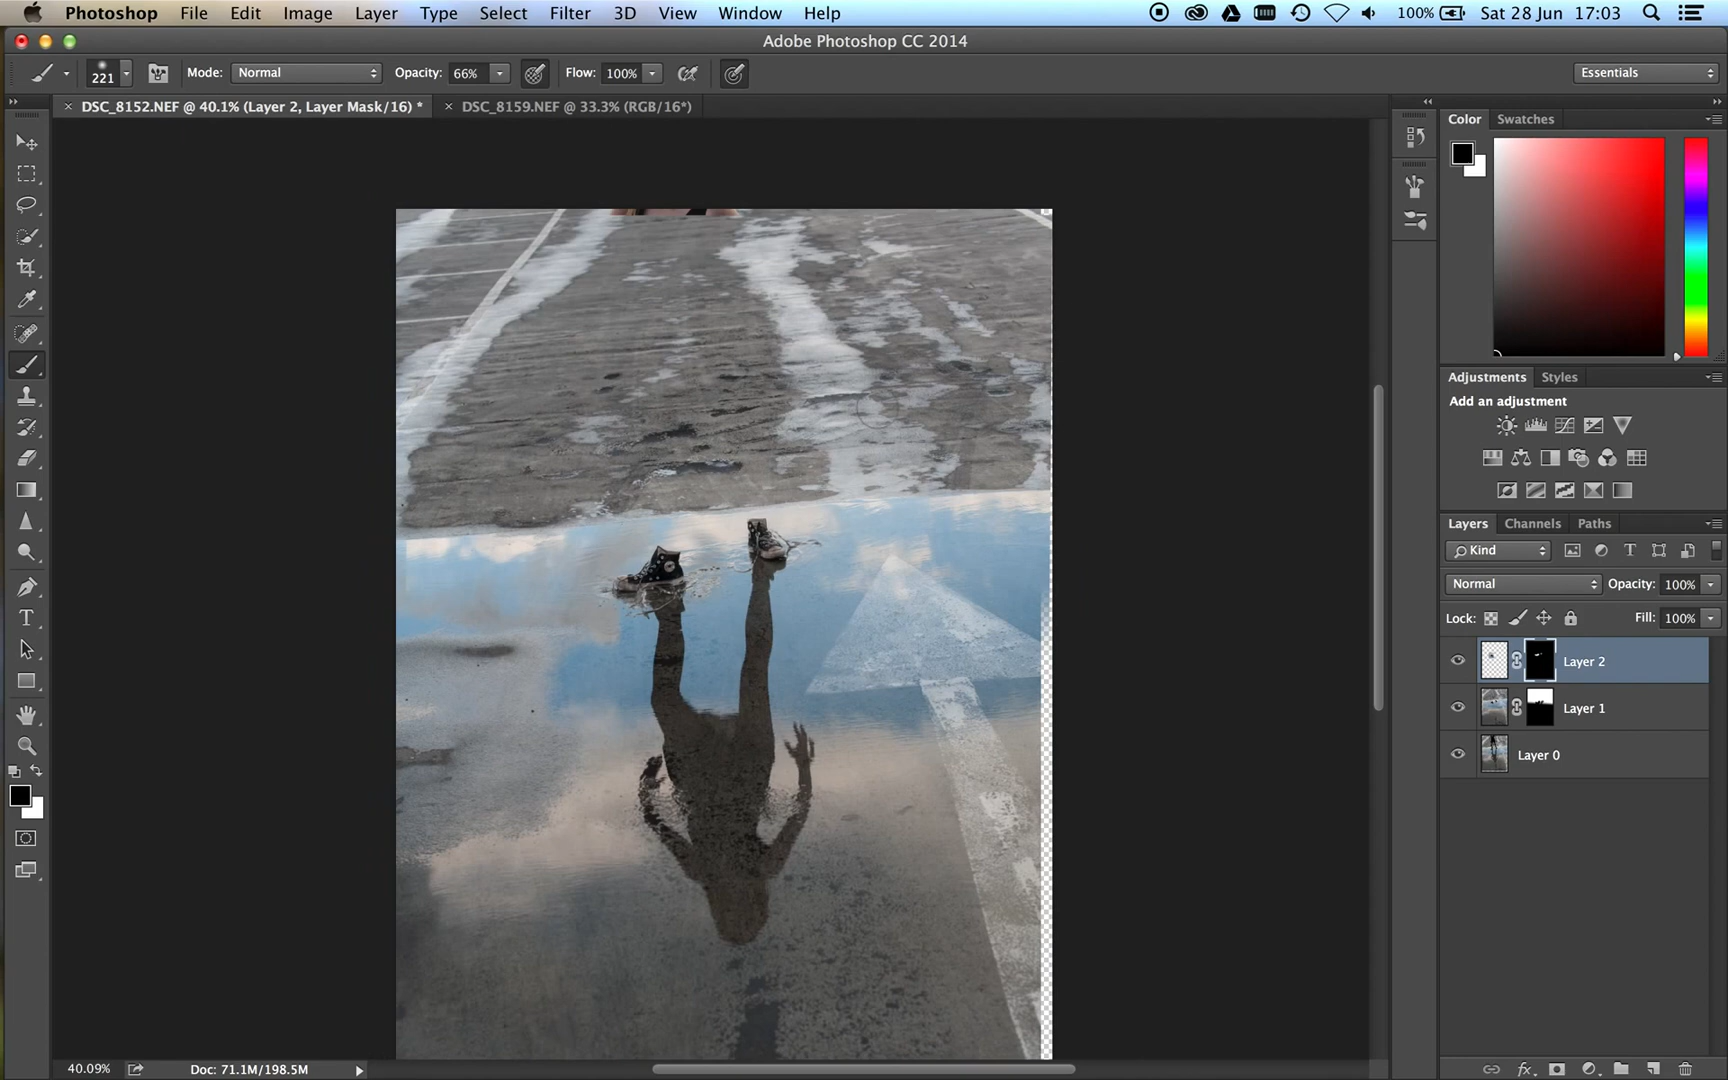 Photoshop File Edit Image Layer Type Select Filter 3D View Window Help 100% Sat 28 Jun 17:03
Adobe Photoshop CC 2014
221 Mode: Normal Opacity: 66% Flow: 100% Essentials
DSC_8152.NEF @ 40.1% (Layer 2, Layer Mask/16) * DSC_8159.NEF @ 33.3% (RGB/16*)
Color Swatches
Adjustments Styles
Add an adjustment
Layers Channels Paths
Kind
Normal Opacity: 100%
Lock: Fill: 100%
Layer 2
Layer 1
Layer 0
40.09% Doc: 71.1M/198.5M